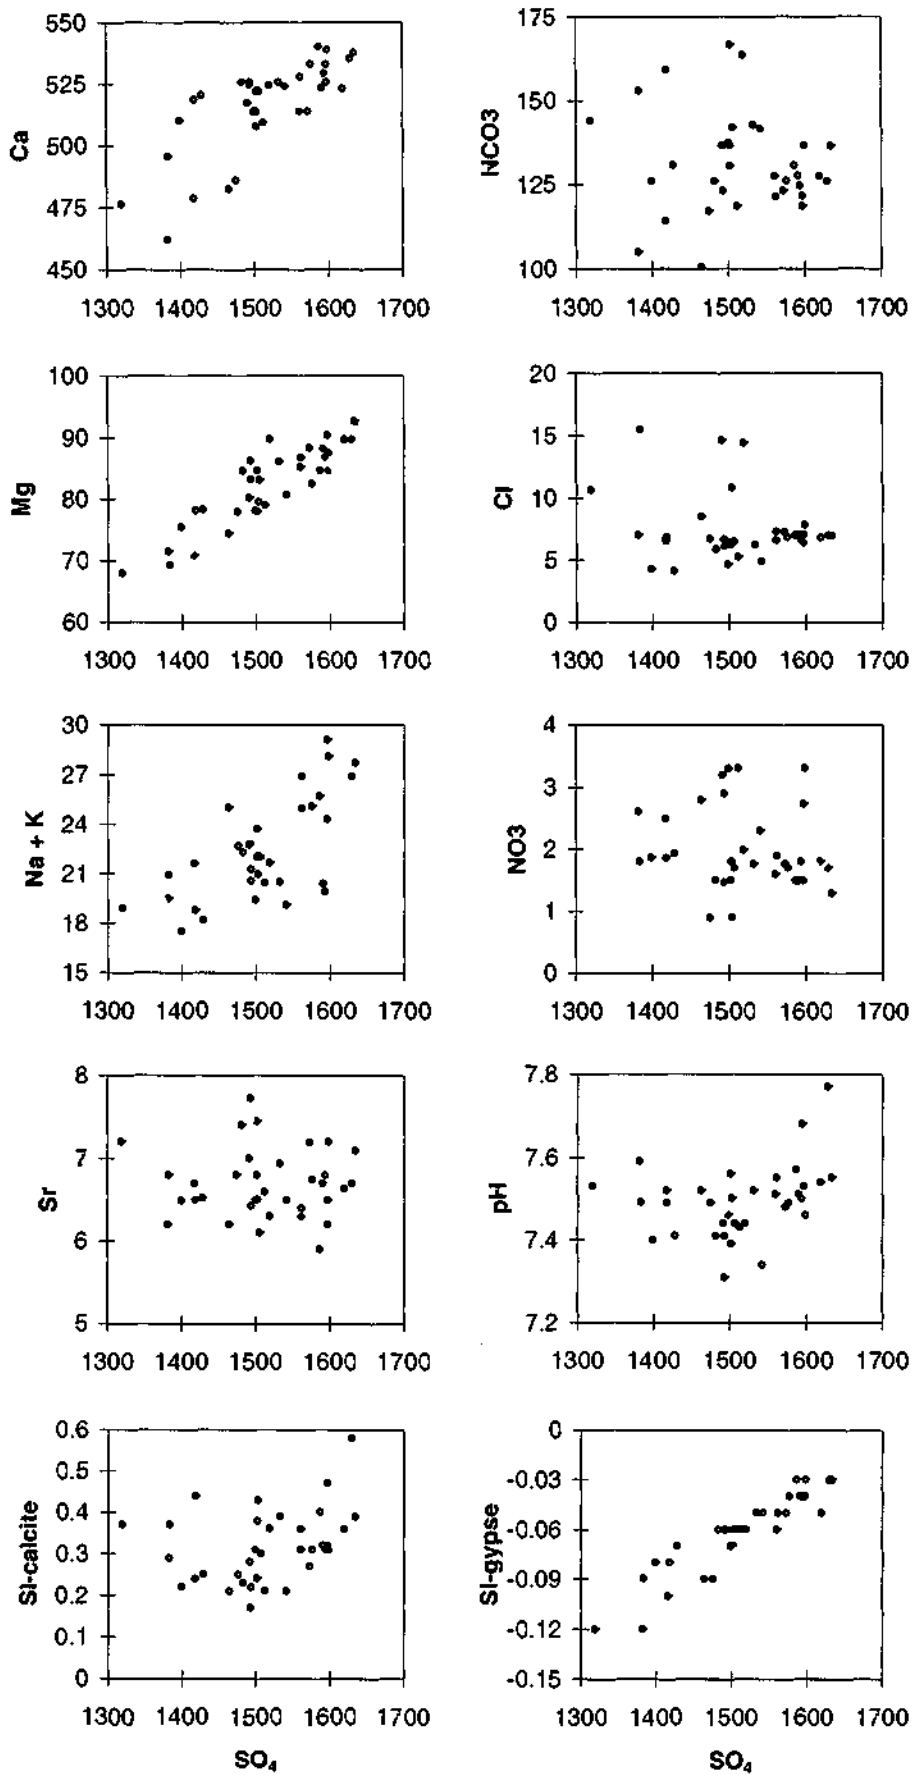 550
525
500
475
450
Ca
1300 1400 1500 1600 1700
175
150
125
100
NCO3
1300 1400 1500 1600 1700
100
90
80
70
60
Mg
1300 1400 1500 1600 1700
20
15
10
5
0
Cl
1300 1400 1500 1600 1700
30
27
24
21
18
15
Na + K
1300 1400 1500 1600 1700
4
3
2
1
0
NO3
1300 1400 1500 1600 1700
8
7
6
5
Sr
1300 1400 1500 1600 1700
7.8
7.6
7.4
7.2
pH
1300 1400 1500 1600 1700
0.6
0.5
0.4
0.3
0.2
0.1
0
SI-calcite
1300 1400 1500 1600 1700
SO₄
0
-0.03
-0.06
-0.09
-0.12
-0.15
SI-gypse
1300 1400 1500 1600 1700
SO₄